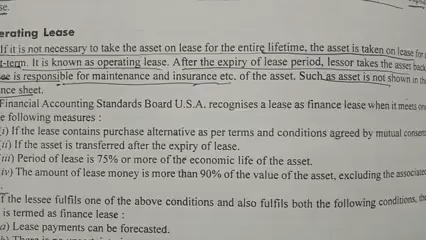 se.
erating Lease
If it is not necessary to take the asset on lease for the entire lifetime, the asset is taken on lease for
t-term. It is known as operating lease. After the expiry of lease period, lessor takes the asset back
ee is responsible for maintenance and insurance etc. of the asset. Such as asset is not shown in the
nce sheet.
Financial Accounting Standards Board U.S.A. recognises a lease as finance lease when it meets one
e following measures :
(i) If the lease contains purchase alternative as per terms and conditions agreed by mutual consent
(ii) If the asset is transferred after the expiry of lease.
(iii) Period of lease is 75% or more of the economic life of the asset.
(iv) The amount of lease money is more than 90% of the value of the asset, excluding the associated
If the lessee fulfils one of the above conditions and also fulfils both the following conditions, the
is termed as finance lease :
(a) Lease payments can be forecasted.